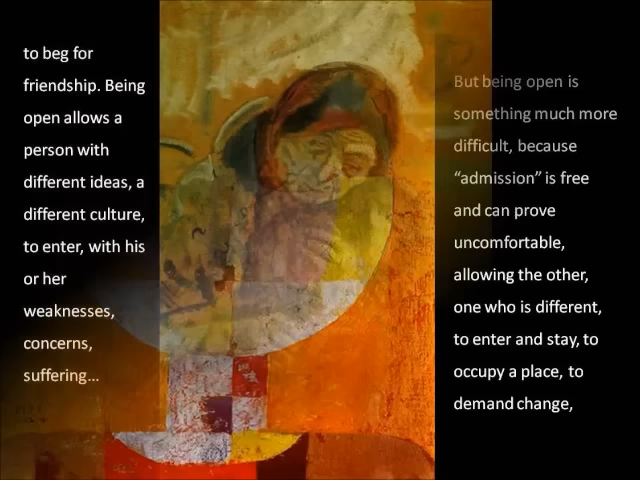 to beg for
friendship. Being
open allows a
person with
different ideas, a
different culture,
to enter, with his
or her
weaknesses,
concerns,
suffering…
But being open is
something much more
difficult, because
“admission” is free
and can prove
uncomfortable,
allowing the other,
one who is different,
to enter and stay, to
occupy a place, to
demand change,